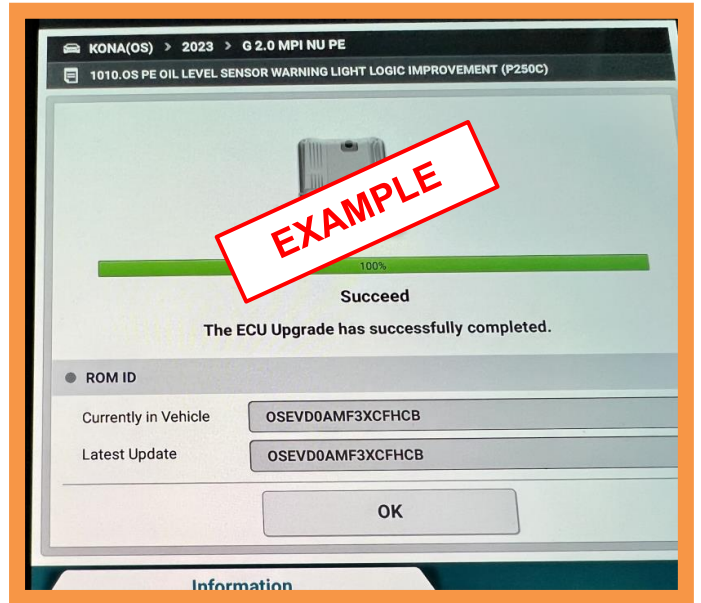 KONA(OS) > 2023 > G 2.0 MPI NU PE
1010.OS PE OIL LEVEL SENSOR WARNING LIGHT LOGIC IMPROVEMENT (P250C)
EXAMPLE
100%
Succeed
The ECU Upgrade has successfully completed.
ROM ID
Currently in Vehicle OSEVD0AMF3XCFHCB
Latest Update OSEVD0AMF3XCFHCB
OK
Information